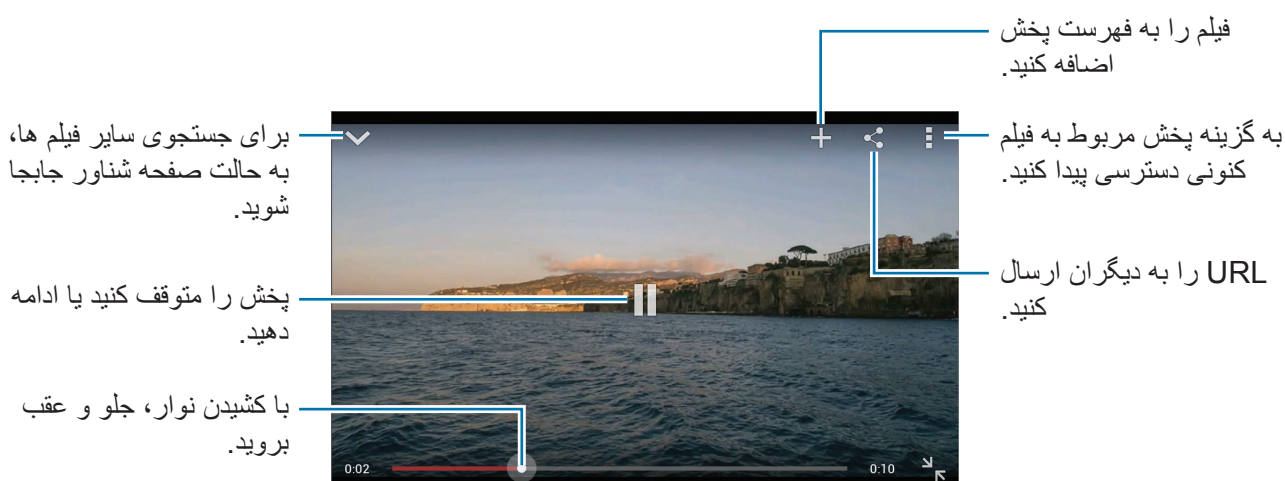 فیلم را به فهرست پخش
اضافه کنید.
به گزینه پخش مربوط به فیلم
کنونی دسترسی پیدا کنید.
URL را به دیگران ارسال
کنید.
برای جستجوی سایر فیلم ها،
به حالت صفحه شناور جابجا
شوید.
پخش را متوقف کنید یا ادامه
دهید.
با کشیدن نوار، جلو و عقب
بروید.
0:02
0:10